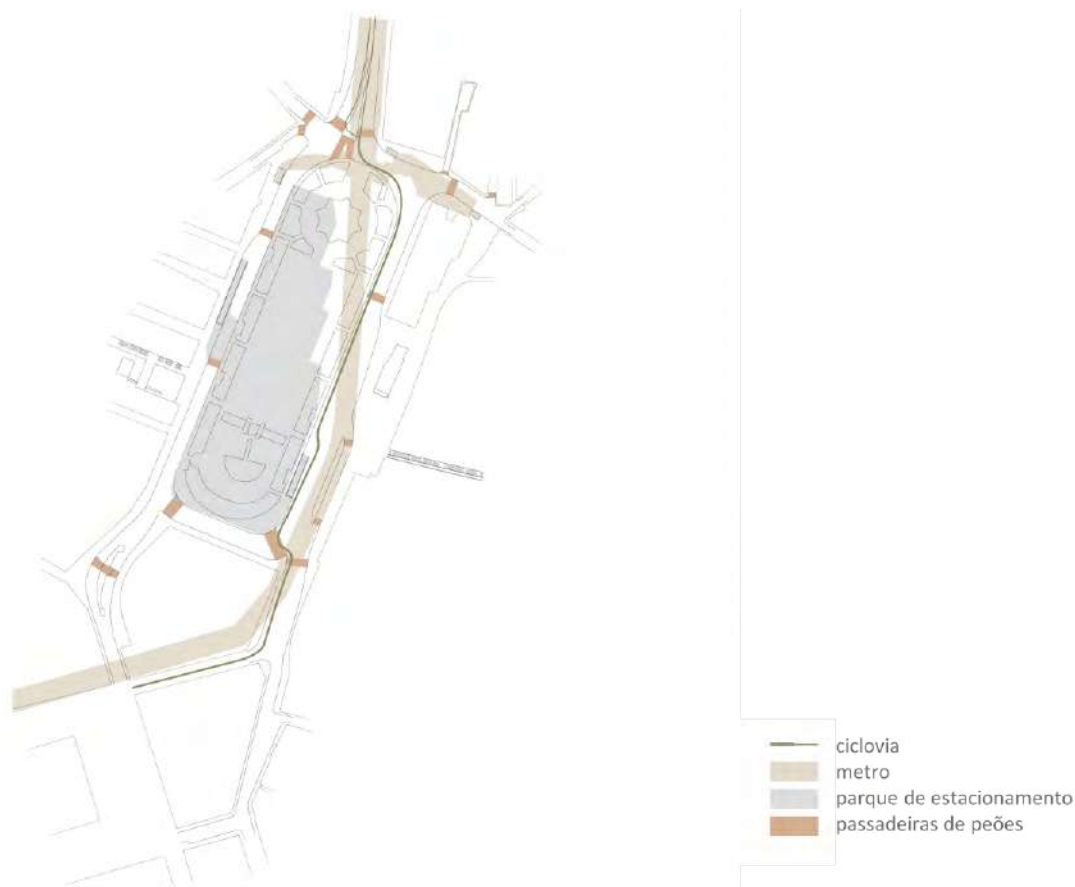 ciclovia
metro
parque de estacionamento
passadeiras de peões